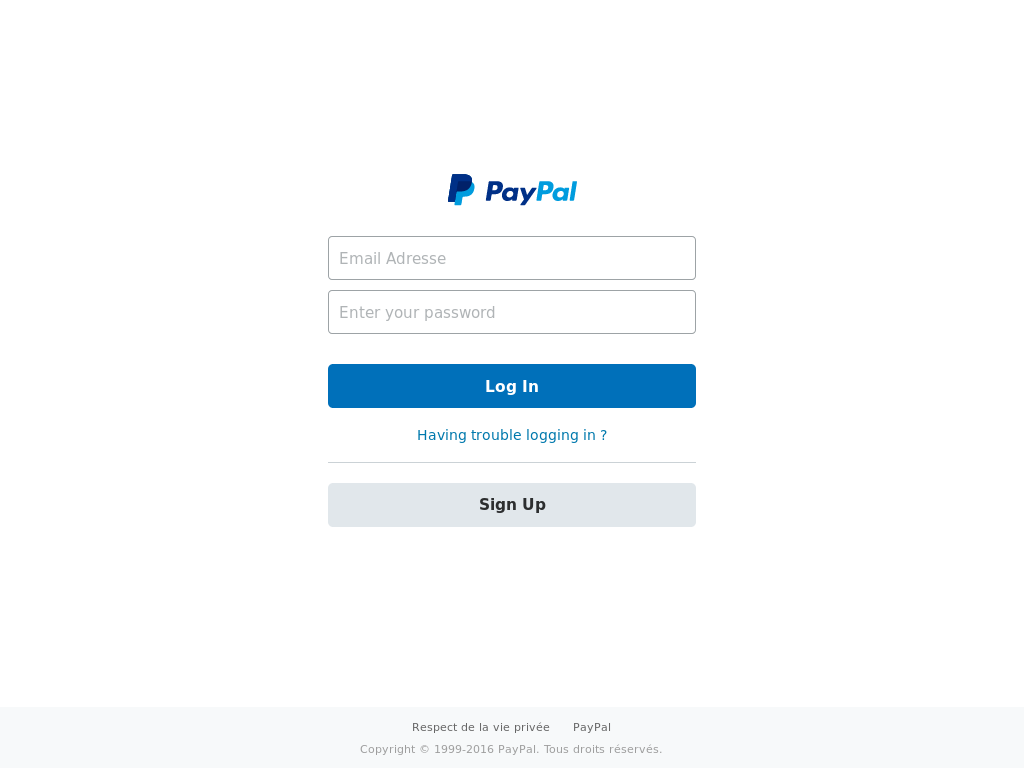 PayPal
Email Adresse
Enter your password
Log In
Having trouble logging in ?
Sign Up
Respect de la vie privée PayPal
Copyright © 1999-2016 PayPal. Tous droits réservés.